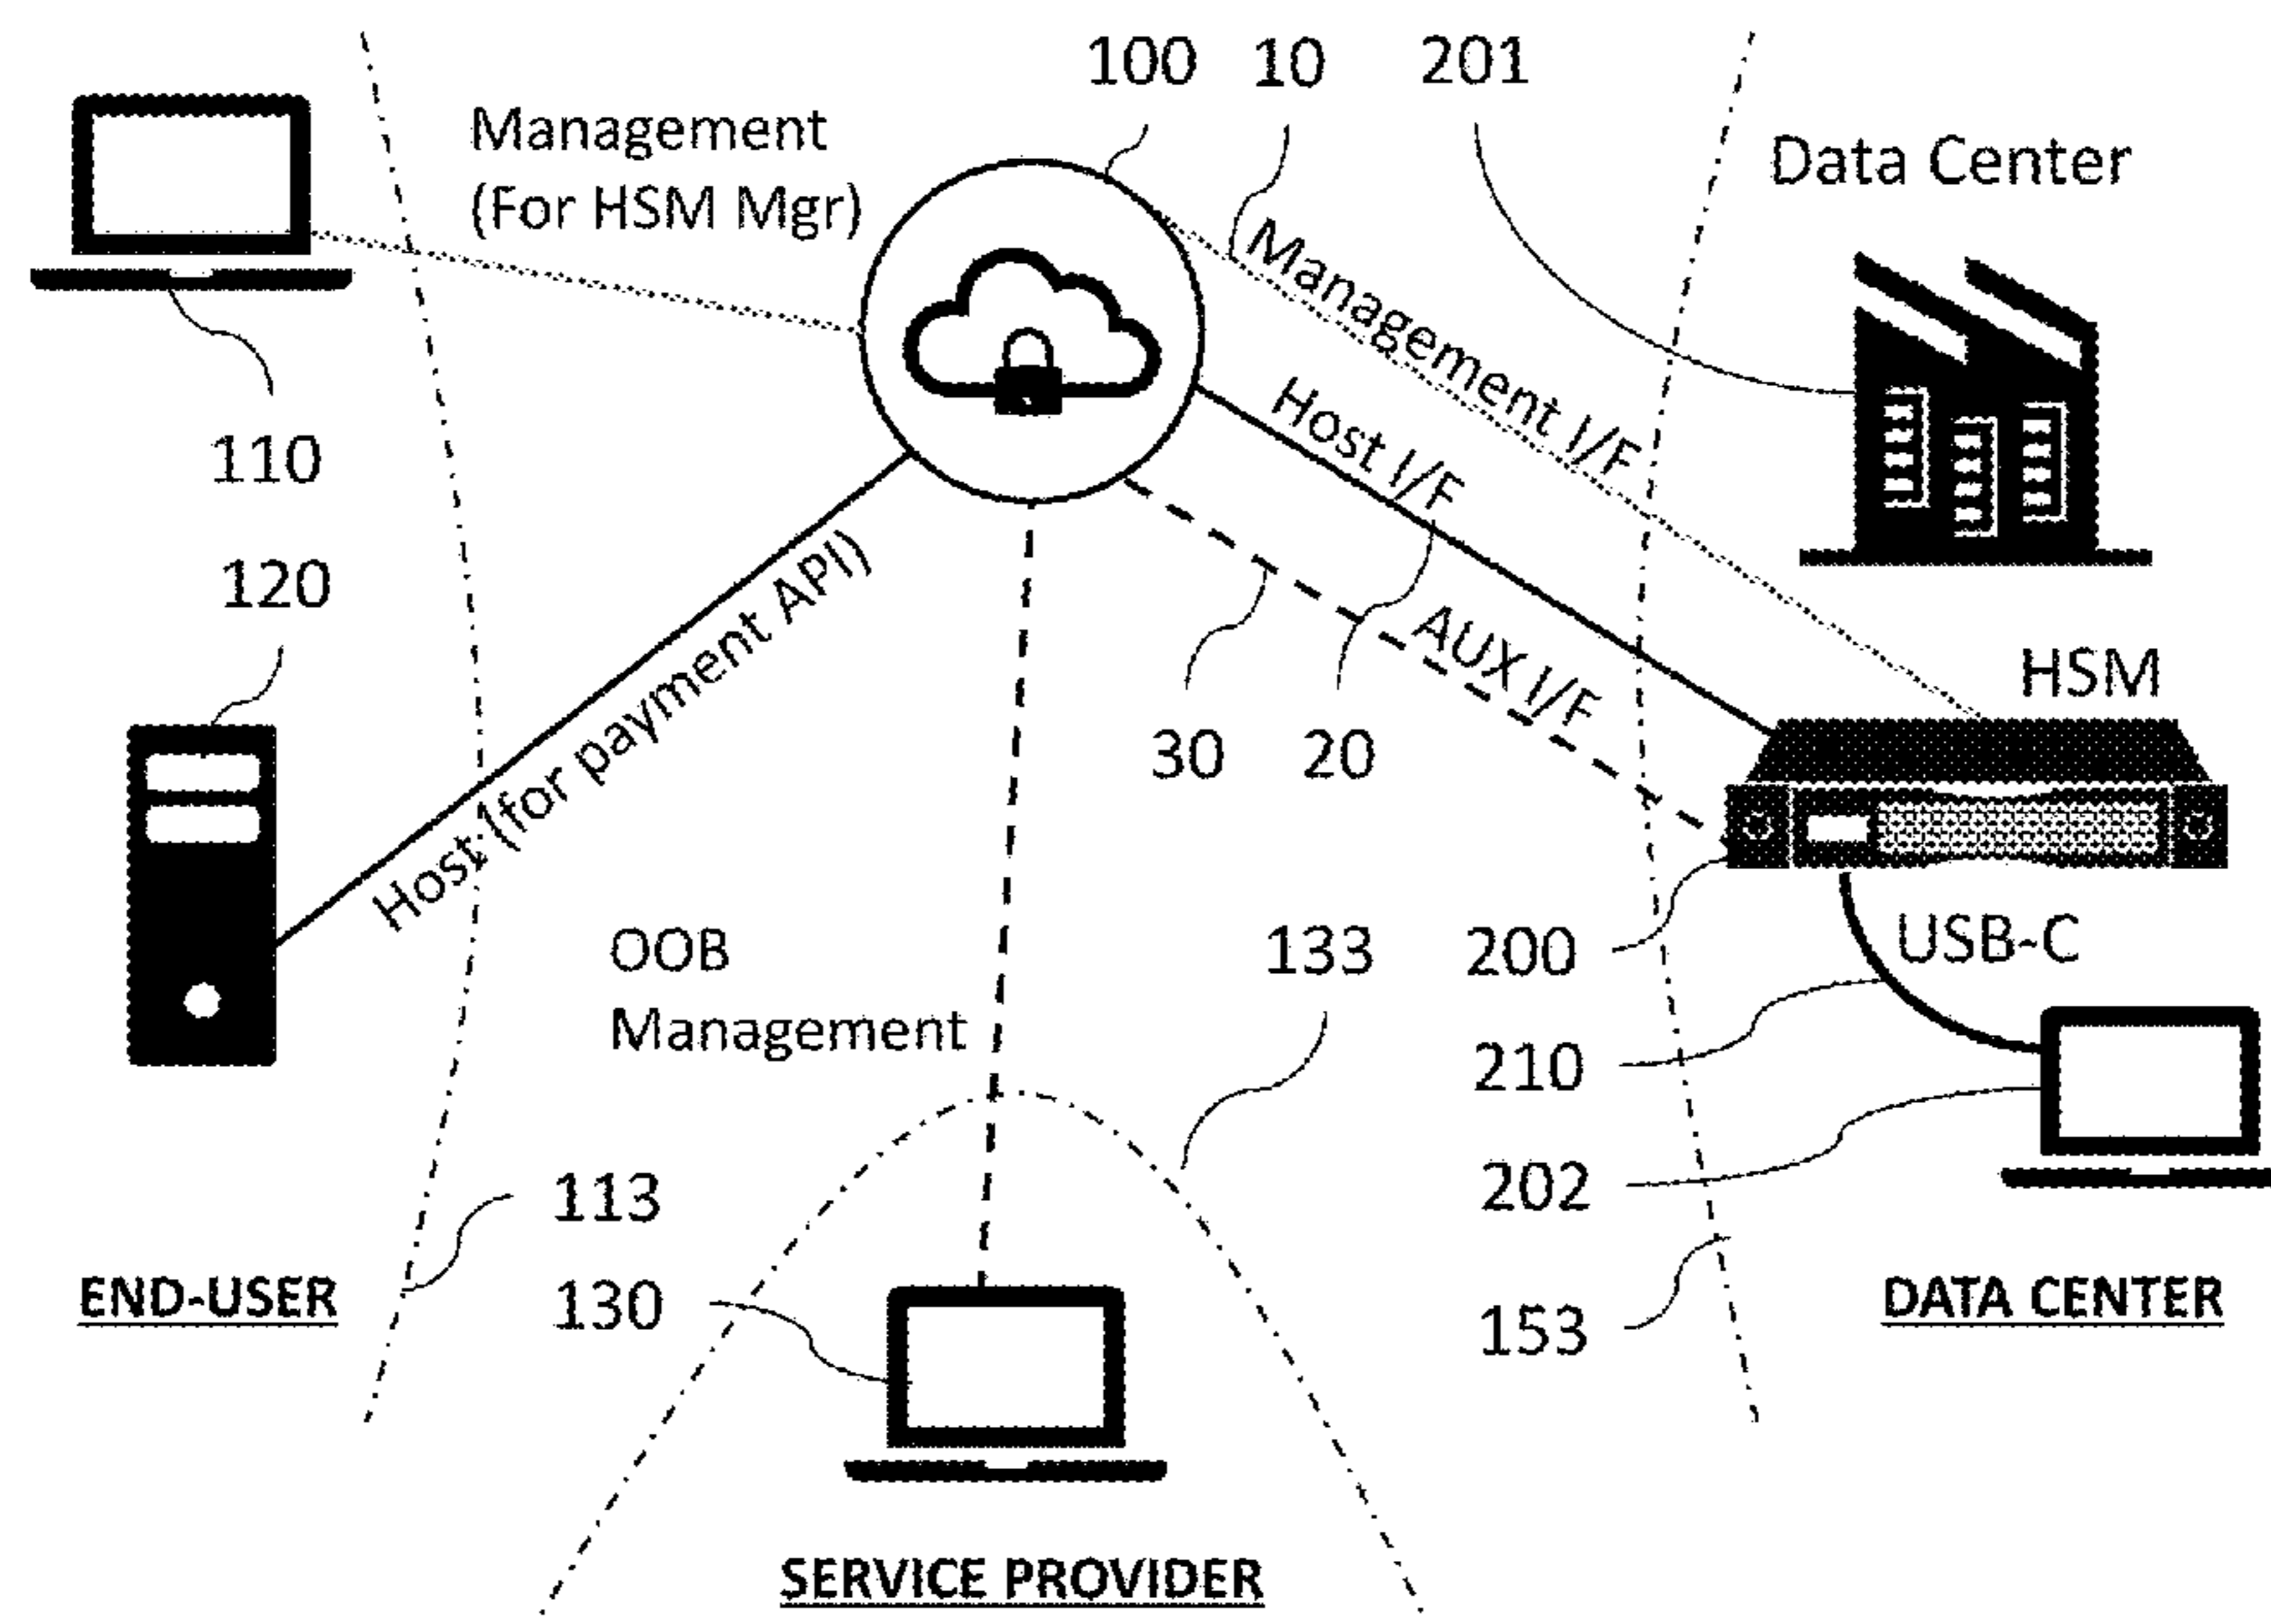 100
10
201
Management
(For HSM Mgr)
Data Center
Management I/F
Host I/F
AUX I/F
110
120
Host (for payment API)
HSM
30
20
OOB
Management
133
200
USB-C
210
202
113
130
153
END-USER
DATA CENTER
SERVICE PROVIDER